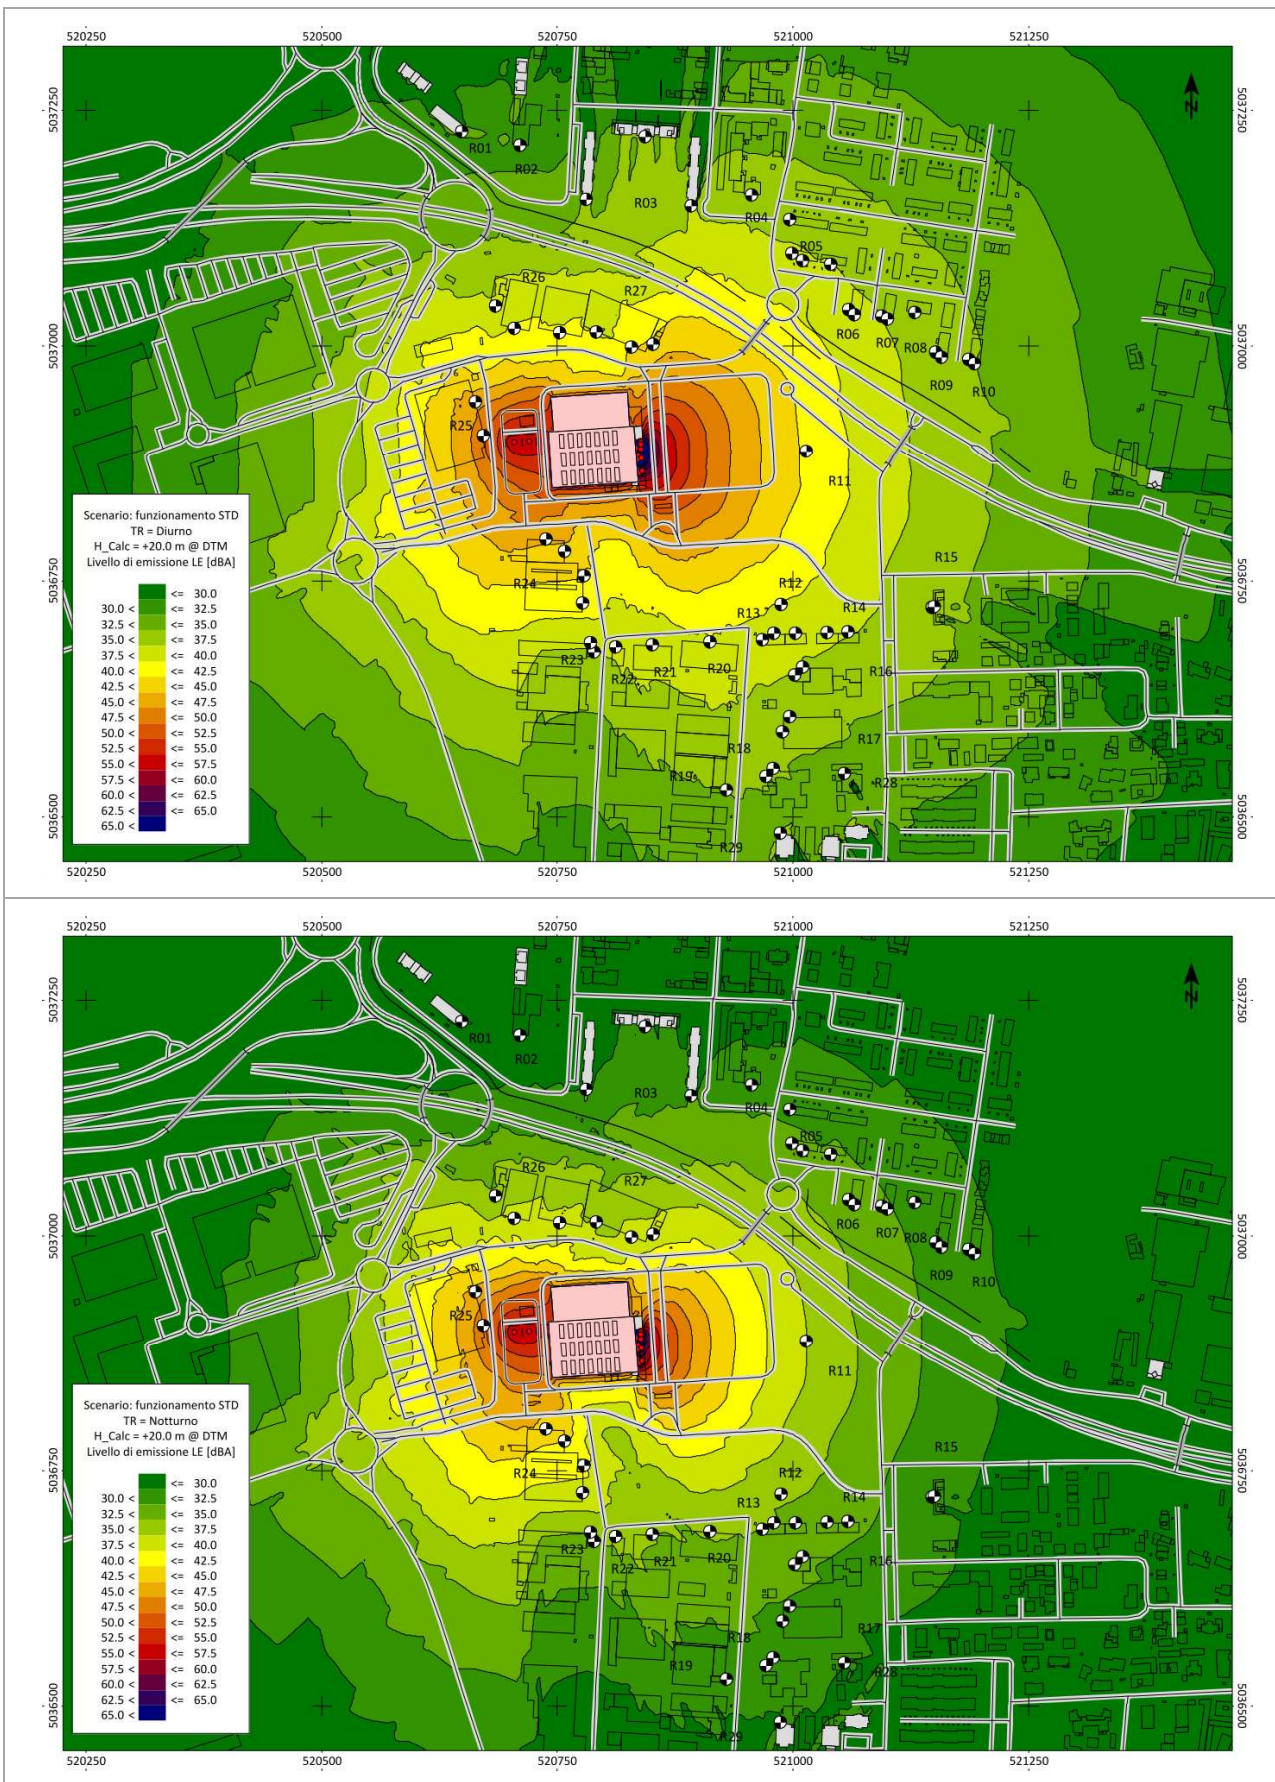 520250 520500 520750 521000 521250
5037250 5037250
R01
R02
R03
R04
R05
R26
R27
5037000 5037000
R06
R07
R08
R09
R10
R25
R11
Scenario: funzionamento STD
TR = Diurno
H_Calc = +20.0 m @ DTM
Livello di emissione LE [dBA]
<= 30.0
30.0 < <= 32.5
32.5 < <= 35.0
35.0 < <= 37.5
37.5 < <= 40.0
40.0 < <= 42.5
42.5 < <= 45.0
45.0 < <= 47.5
47.5 < <= 50.0
50.0 < <= 52.5
52.5 < <= 55.0
55.0 < <= 57.5
57.5 < <= 60.0
60.0 < <= 62.5
62.5 < <= 65.0
65.0 <
R15
5036750 5036750
R24
R12
R13
R14
R23
R22
R21
R20
R16
R18
R17
R19
R28
5036500 5036500
R29
520250 520500 520750 521000 521250
N
520250 520500 520750 521000 521250
5037250 5037250
N
R01
R02
R03
R04
R05
R26
R27
5037000 5037000
R06
R07
R08
R09
R10
R25
R11
Scenario: funzionamento STD
TR = Notturno
H_Calc = +20.0 m @ DTM
Livello di emissione LE [dBA]
<= 30.0
30.0 < <= 32.5
32.5 < <= 35.0
35.0 < <= 37.5
37.5 < <= 40.0
40.0 < <= 42.5
42.5 < <= 45.0
45.0 < <= 47.5
47.5 < <= 50.0
50.0 < <= 52.5
52.5 < <= 55.0
55.0 < <= 57.5
57.5 < <= 60.0
60.0 < <= 62.5
62.5 < <= 65.0
65.0 <
R15
5036750 5036750
R24
R12
R13
R14
R23
R22
R21
R20
R16
R18
R17
R19
R28
5036500 5036500
R29
520250 520500 520750 521000 521250